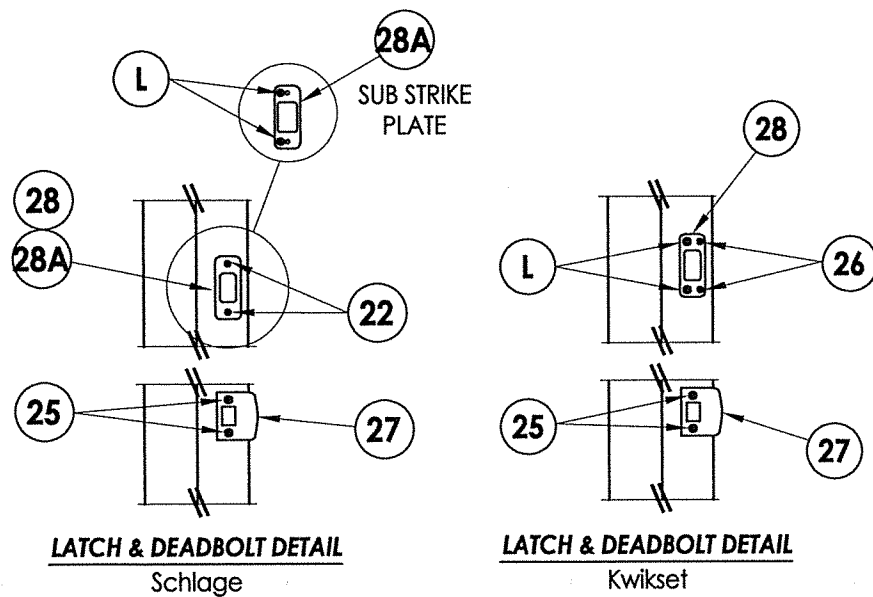 28A
L
SUB STRIKE
PLATE
28
28
28A
L
26
22
25
27
25
27
LATCH & DEADBOLT DETAIL
Schlage
LATCH & DEADBOLT DETAIL
Kwikset